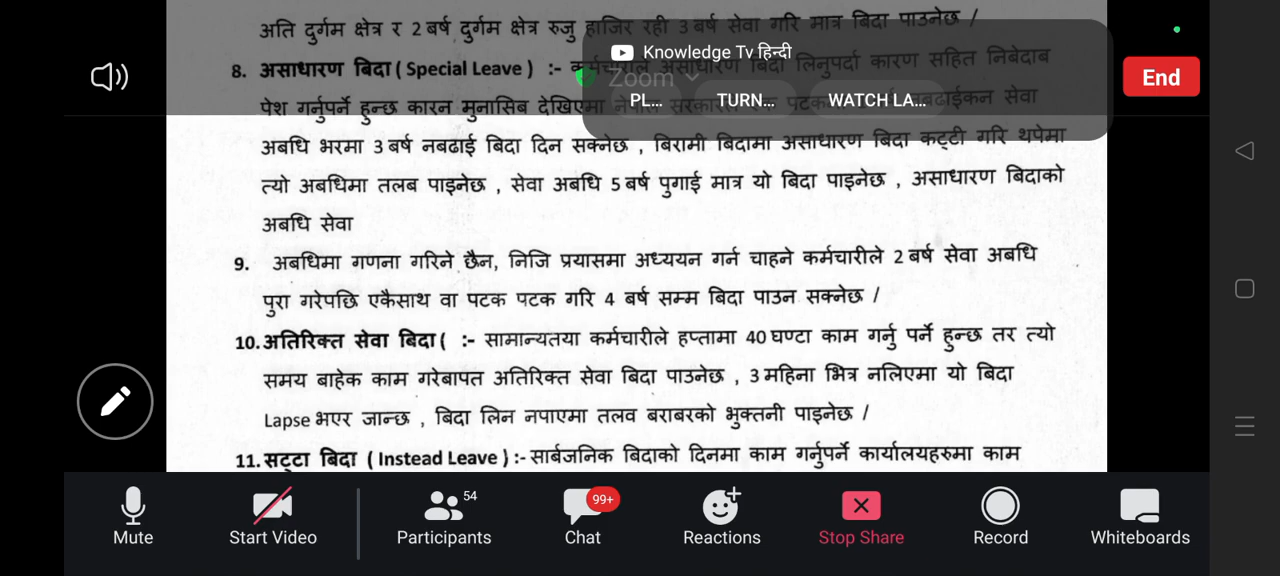 अति दुर्गम क्षेत्र र 2 बर्ष दुर्गम क्षेत्र रुजु हाजिर रही 3 बर्ष सेवा गरि मात्र बिदा पाउनेछ /
Knowledge Tv हिन्दी
8. असाधारण बिदा ( Special Leave ) :- कर्मचारीले असाधारण बिदा लिनुपर्दा कारण सहित निबेदाब
Zoom
End
PL... TURN... WATCH LA...
पेश गर्नुपर्ने हुन्छ कारन मुनासिब देखिएमा नेपाल सरकारले पटक नबढाईकन सेवा
अबधि भरमा 3 बर्ष नबढाई बिदा दिन सक्नेछ , बिरामी बिदामा असाधारण बिदा कट्टी गरि थपेमा
त्यो अबधिमा तलब पाइनेछ , सेवा अबधि 5 बर्ष पुगाई मात्र यो बिदा पाइनेछ , असाधारण बिदाको
अबधि सेवा
9. अबधिमा गणना गरिने छैन, निजि प्रयासमा अध्ययन गर्न चाहने कर्मचारीले 2 बर्ष सेवा अबधि
पुरा गरेपछि एकैसाथ वा पटक पटक गरि 4 बर्ष सम्म बिदा पाउन सक्नेछ /
10. अतिरिक्त सेवा बिदा ( :- सामान्यतया कर्मचारीले हप्तामा 40 घण्टा काम गर्नु पर्ने हुन्छ तर त्यो
समय बाहेक काम गरेबापत अतिरिक्त सेवा बिदा पाउनेछ , 3 महिना भित्र नलिएमा यो बिदा
Lapse भएर जान्छ , बिदा लिन नपाएमा तलव बराबरको भुक्तनी पाइनेछ /
11. सट्टा बिदा ( Instead Leave ) :- सार्बजनिक बिदाको दिनमा काम गर्नुपर्ने कार्यालयहरुमा काम
54 99+
Mute Start Video Participants Chat Reactions Stop Share Record Whiteboards